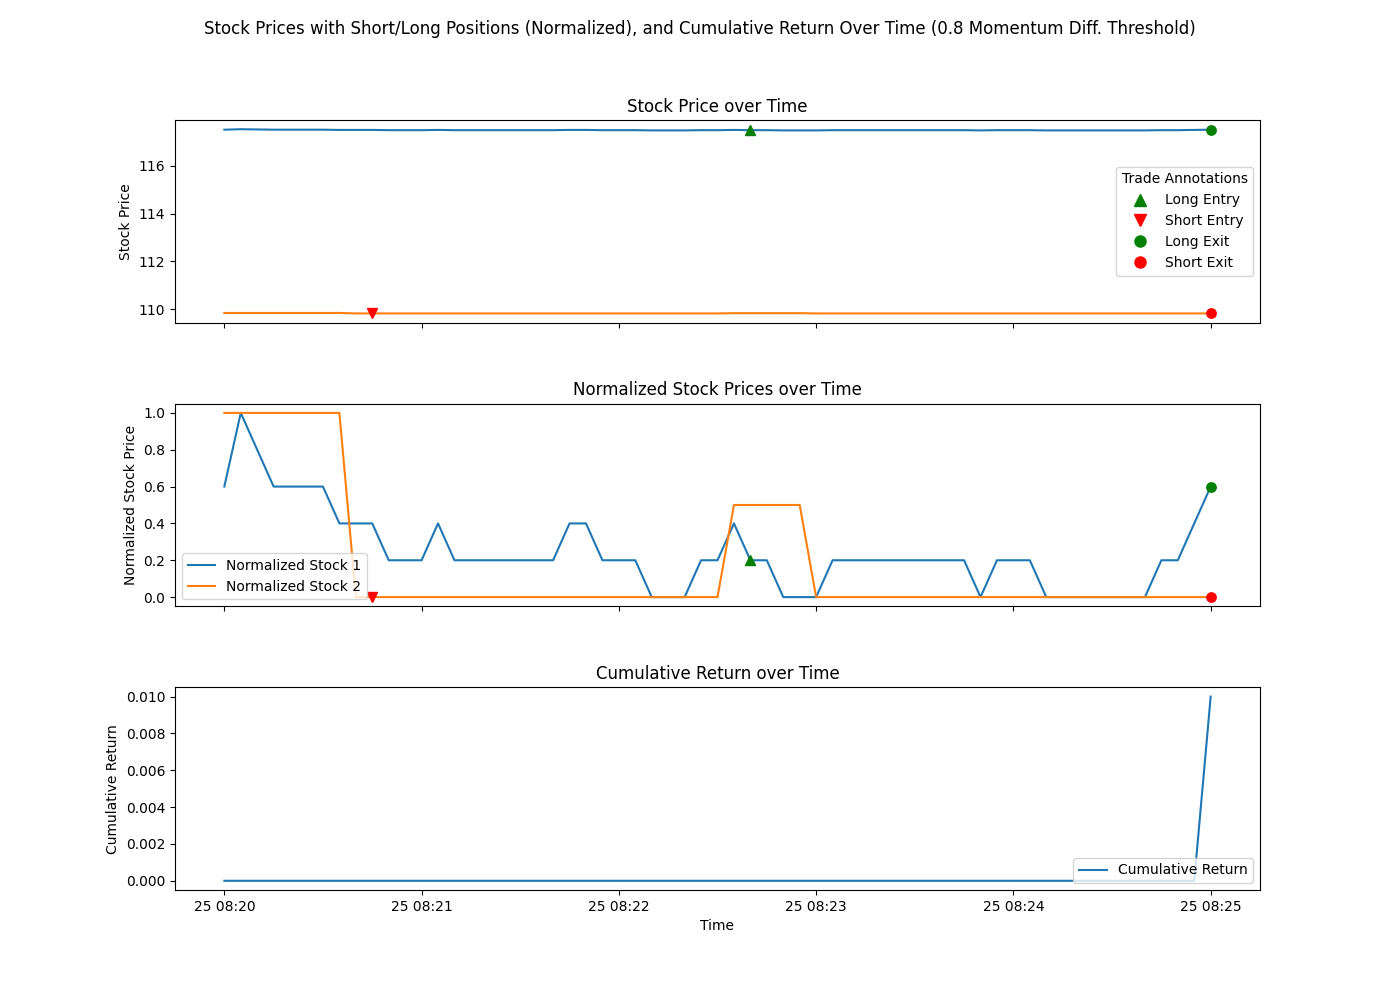 Stock Prices with Short/Long Positions (Normalized), and Cumulative Return Over Time (0.8 Momentum Diff. Threshold)
Stock Price over Time
Stock Price
116
114
112
110
Trade Annotations
Long Entry
Short Entry
Long Exit
Short Exit
Normalized Stock Prices over Time
Normalized Stock Price
1.0
0.8
0.6
0.4
0.2
0.0
Normalized Stock 1
Normalized Stock 2
Cumulative Return over Time
Cumulative Return
0.010
0.008
0.006
0.004
0.002
0.000
Cumulative Return
25 08:20 25 08:21 25 08:22 25 08:23 25 08:24 25 08:25
Time